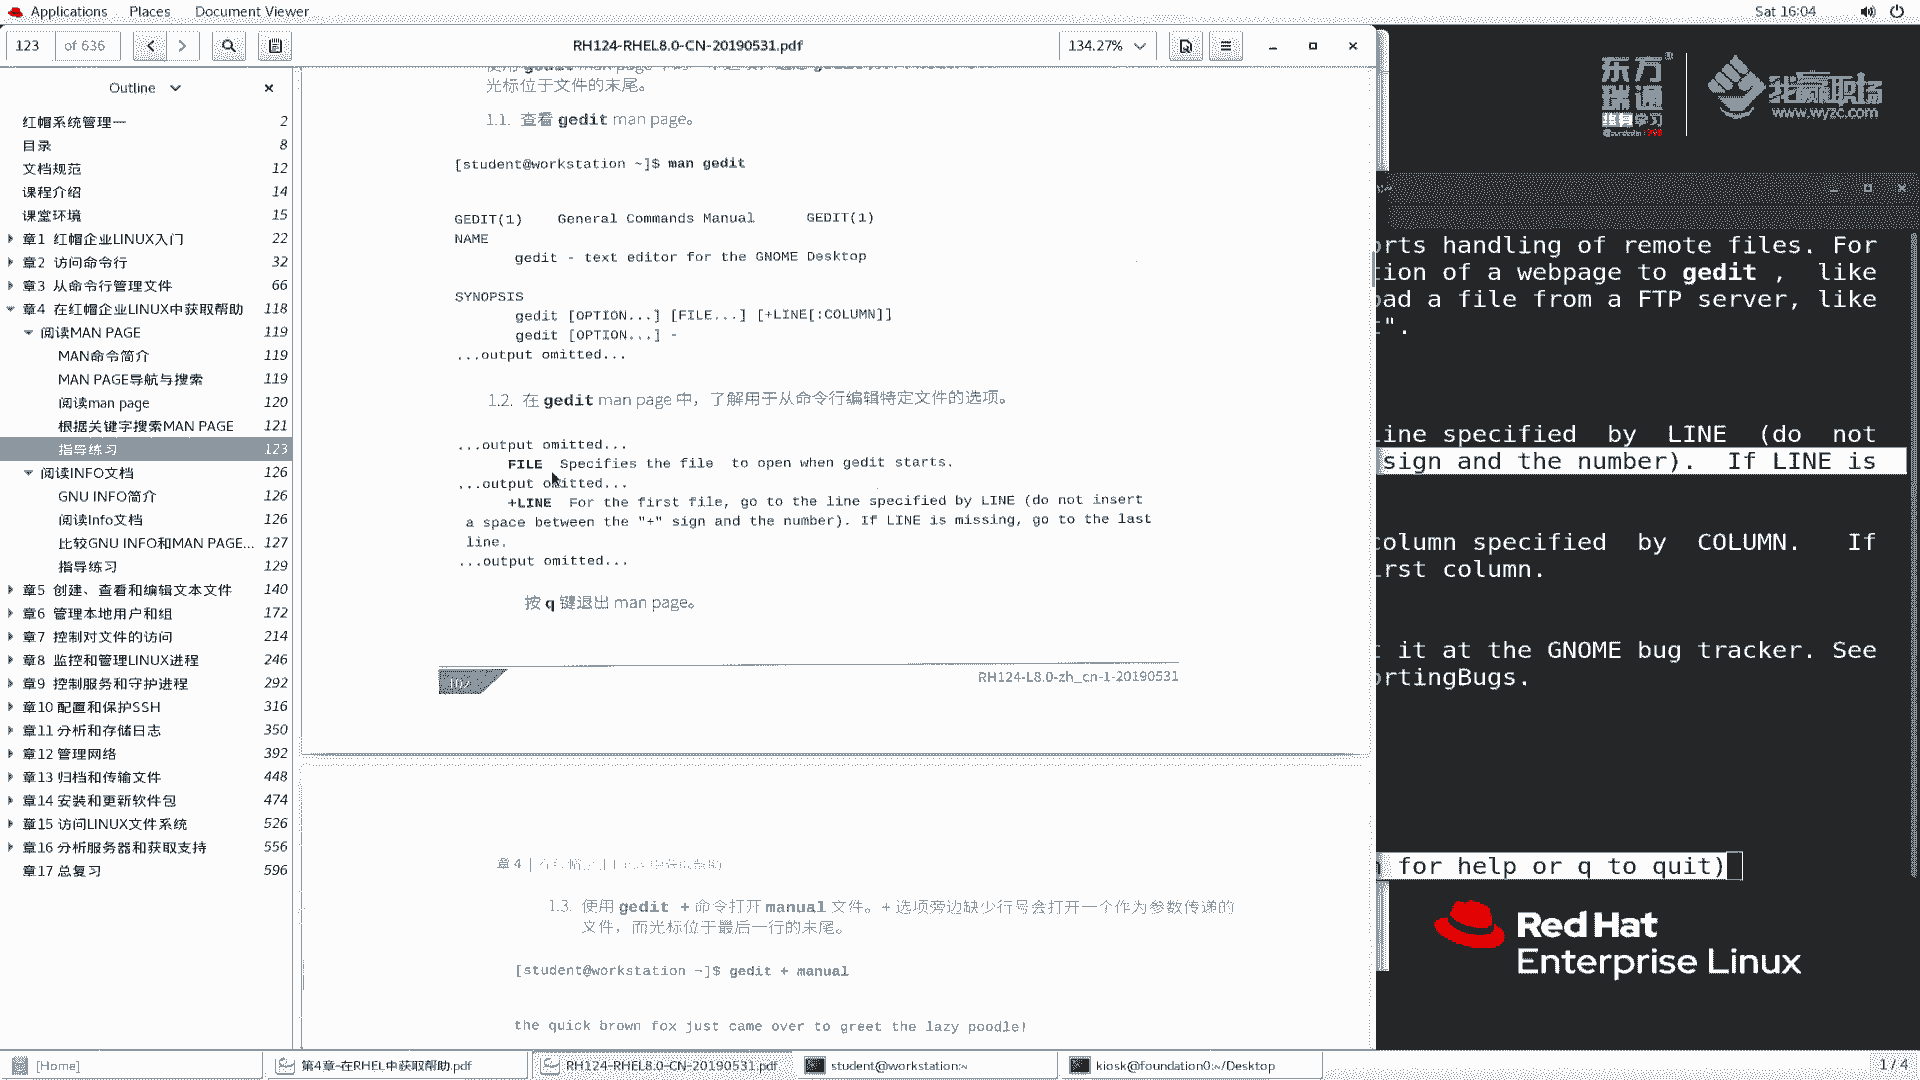 Applications Places Document Viewer Sat 16:04
123 of 636 RH124-RHEL8.0-CN-20190531.pdf 134.27%
Outline
红帽系统管理一 2
目录 8
文档规范 12
课程介绍 14
课堂环境 15
章1 红帽企业LINUX入门 22
章2 访问命令行 32
章3 从命令行管理文件 66
章4 在红帽企业LINUX中获取帮助 118
阅读MAN PAGE 119
MAN命令简介 119
MAN PAGE导航与搜索 119
阅读man page 120
根据关键字搜索MAN PAGE 121
指导练习 123
阅读INFO文档 126
GNU INFO简介 126
阅读Info文档 126
比较GNU INFO和MAN PAGE... 127
指导练习 129
章5 创建、查看和编辑文本文件 140
章6 管理本地用户和组 172
章7 控制对文件的访问 214
章8 监控和管理LINUX进程 246
章9 控制服务和守护进程 292
章10 配置和保护SSH 316
章11 分析和存储日志 350
章12 管理网络 392
章13 归档和传输文件 448
章14 安装和更新软件包 474
章15 访问LINUX文件系统 526
章16 分析服务器和获取支持 556
章17 总复习 596
光标位于文件的末尾。
1.1. 查看 gedit man page。
[student@workstation ~]$ man gedit
GEDIT(1) General Commands Manual GEDIT(1)
NAME
gedit - text editor for the GNOME Desktop
SYNOPSIS
gedit [OPTION...] [FILE...] [+LINE[:COLUMN]]
gedit [OPTION...] -
...output omitted...
1.2. 在 gedit man page 中，了解用于从命令行编辑特定文件的选项。
...output omitted...
FILE Specifies the file to open when gedit starts.
...output omitted...
+LINE For the first file, go to the line specified by LINE (do not insert
a space between the "+" sign and the number). If LINE is missing, go to the last
line.
...output omitted...
按 q 键退出 man page。
RH124-L8.0-zh_cn-1-20190531
章 4
1.3. 使用 gedit + 命令打开 manual 文件。+ 选项旁边缺少行号会打开一个作为参数传递的
文件，而光标位于最后一行的末尾。
[student@workstation ~]$ gedit + manual
the quick brown fox just came over to greet the lazy poodle!
东方
瑞通
我赢职场
www.wyzc.com
rts handling of remote files. For
ion of a webpage to gedit , like
ad a file from a FTP server, like
".
ine specified by LINE (do not
sign and the number). If LINE is
column specified by COLUMN. If
rst column.
it at the GNOME bug tracker. See
rtingBugs.
for help or q to quit)
Red Hat
Enterprise Linux
[Home] 第4章-在RHEL中获取帮助.pdf RH124-RHEL8.0-CN-20190531.pdf student@workstation:~ kiosk@foundation0:~/Desktop 1 / 4